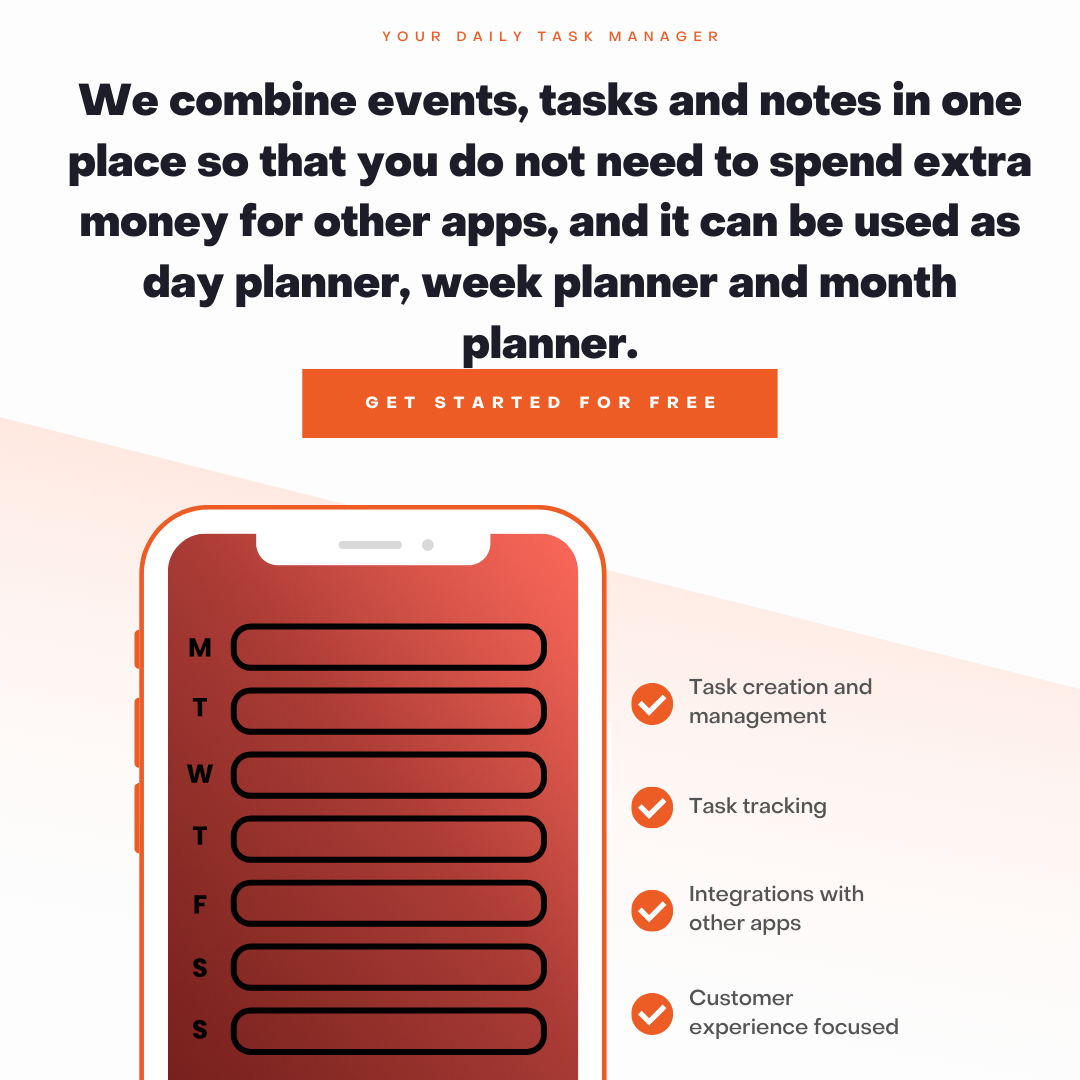 YOUR DAILY TASK MANAGER
We combine events, tasks and notes in one
place so that you do not need to spend extra
money for other apps, and it can be used as
day planner, week planner and month
planner.
GET STARTED FOR FREE
M
T
W
T
F
S
S
Task creation and
management
Task tracking
Integrations with
other apps
Customer
experience focused